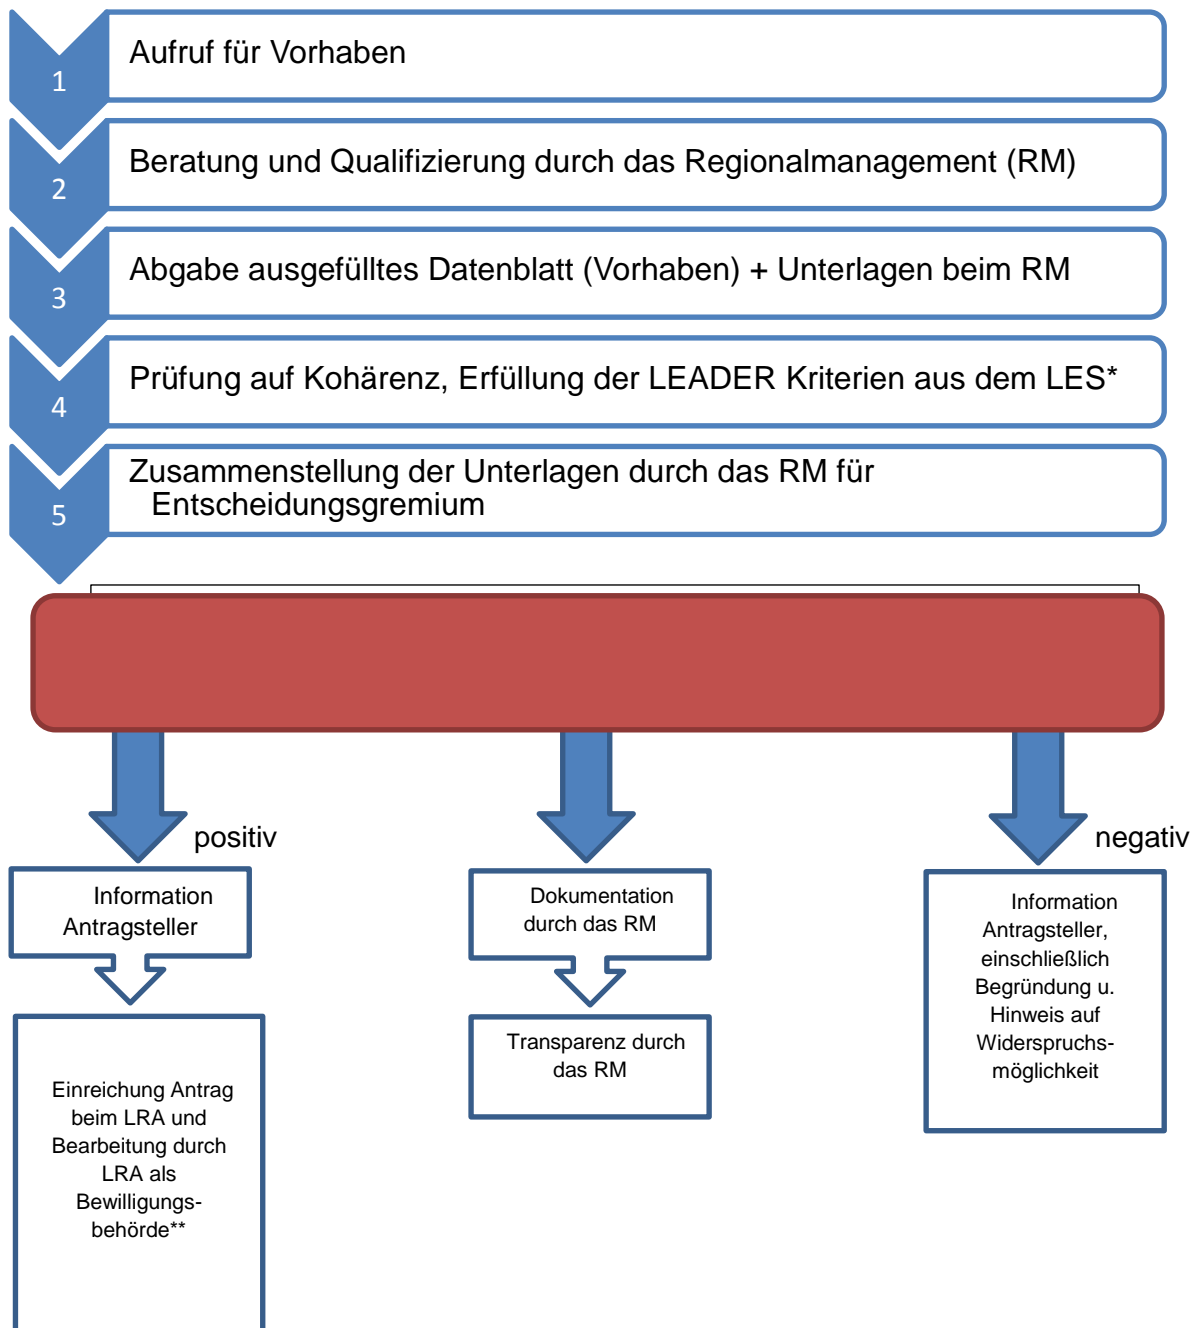 1
Aufruf für Vorhaben
2
Beratung und Qualifizierung durch das Regionalmanagement (RM)
3
Abgabe ausgefülltes Datenblatt (Vorhaben) + Unterlagen beim RM
4
Prüfung auf Kohärenz, Erfüllung der LEADER Kriterien aus dem LES*
5
Zusammenstellung der Unterlagen durch das RM für
Entscheidungsgremium
positiv
negativ
Information
Antragsteller
Einreichung Antrag
beim LRA und
Bearbeitung durch
LRA als
Bewilligungs-
behörde**
Dokumentation
durch das RM
Transparenz durch
das RM
Information
Antragsteller,
einschließlich
Begründung u.
Hinweis auf
Widerspruchs-
möglichkeit